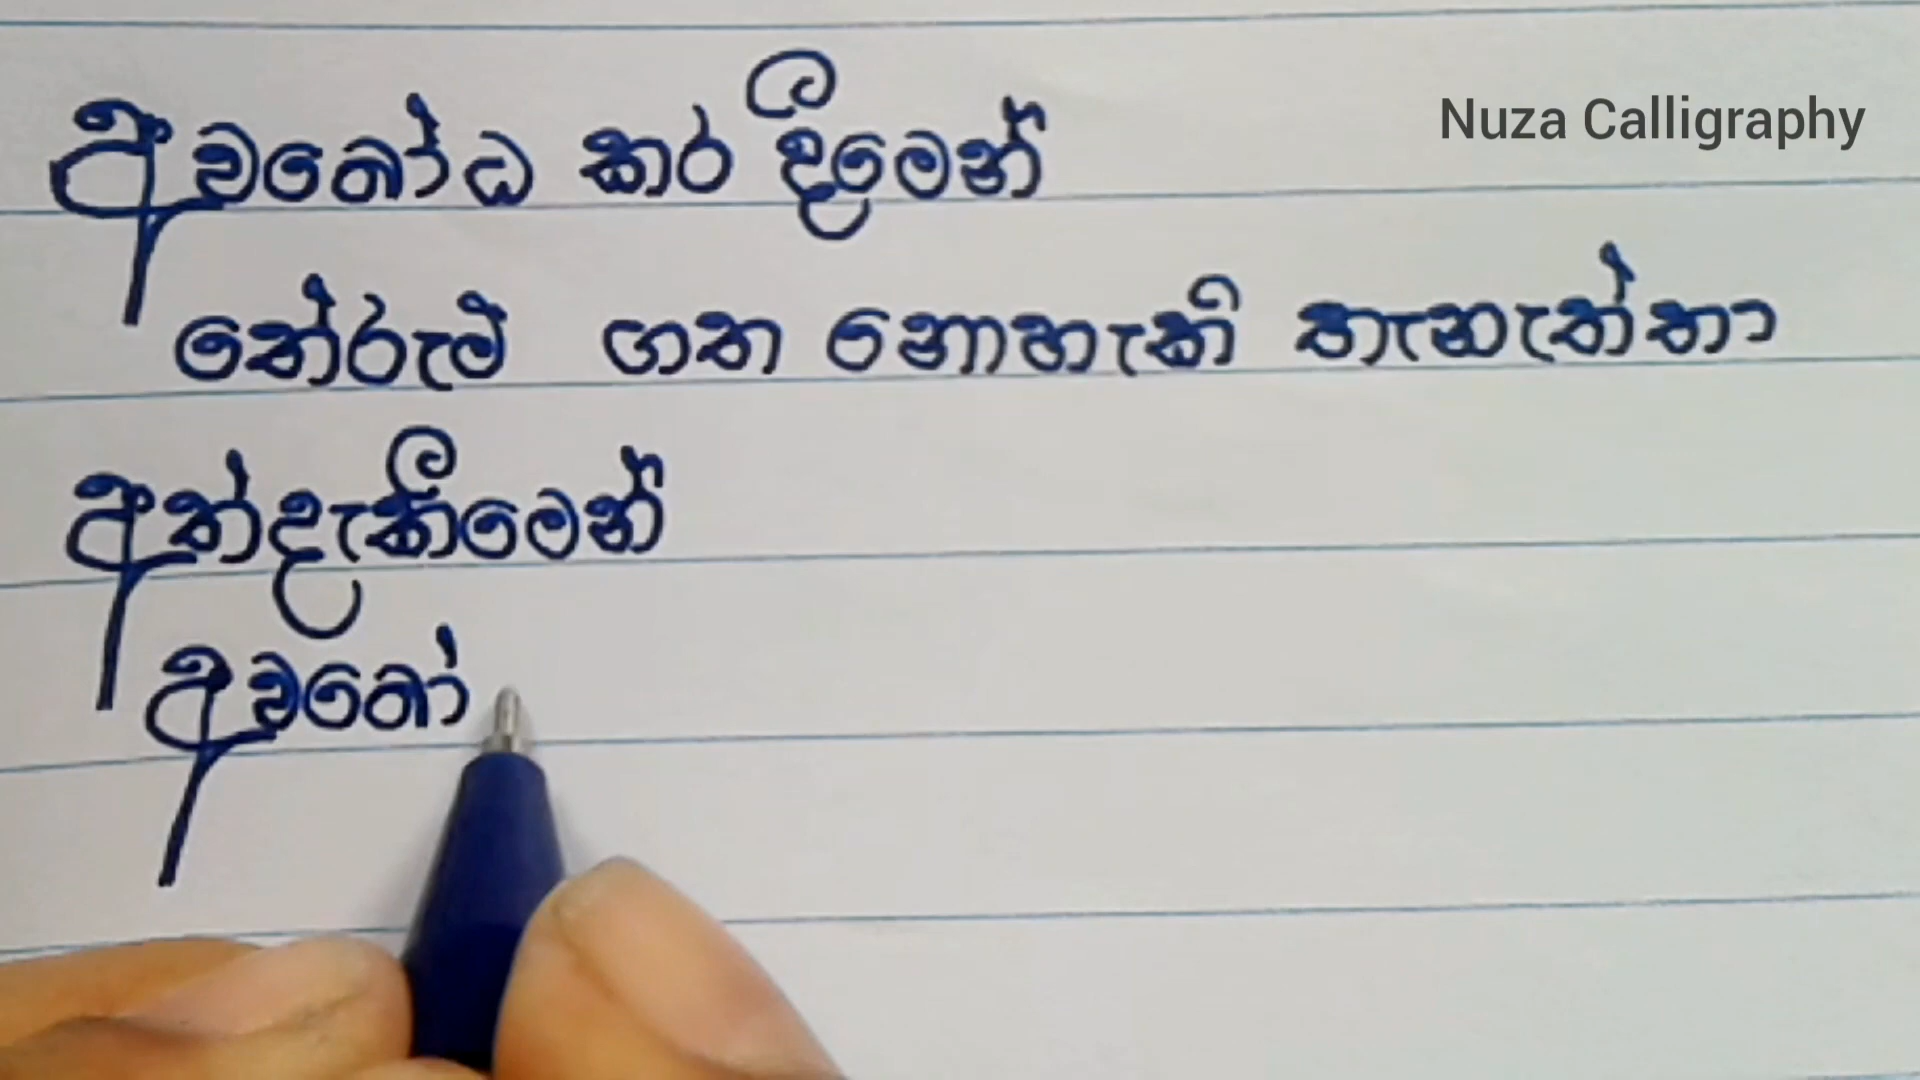 Nuza Calligraphy
අවබෝධ කර දීමෙන්
තේරුම් ගත නොහැකි තැනැත්තා
අත්දැකීමෙන්
අවබෝ